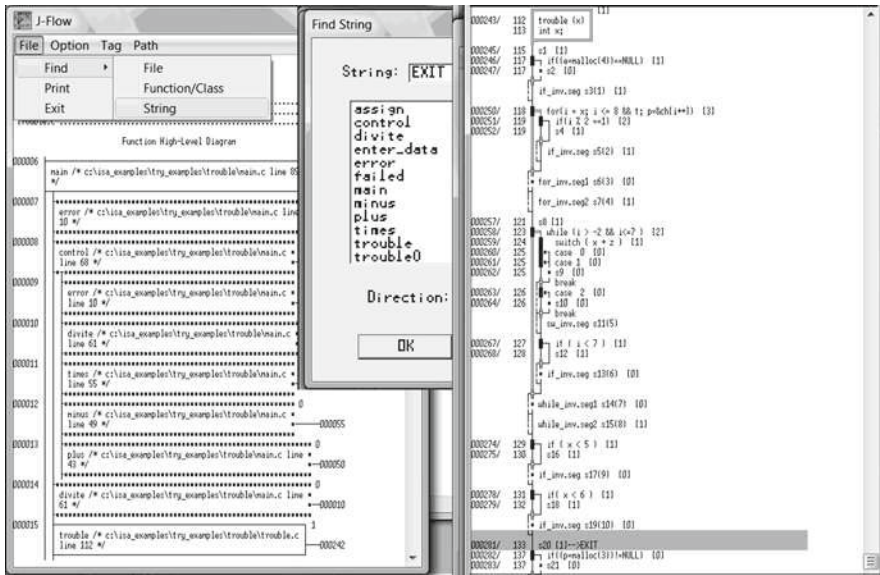 J-Flow
File Option Tag Path
Find
Print
Exit
File
Function/Class
String
Function High-Level Diagram
000006
main /* c:\isa_examples\try_examples\trouble\main.c line
*/
000007
error /* c:\isa_examples\try_examples\trouble\main.c line
10 */
000008
control /* c:\isa_examples\try_examples\trouble\main.c
line 68 */
000009
error /* c:\isa_examples\try_examples\trouble\main.c
line 10 */
000010
divite /* c:\isa_examples\try_examples\trouble\main.c
line 61 */
000011
times /* c:\isa_examples\try_examples\trouble\main.c
line 55 */
000012
0
minus /* c:\isa_examples\try_examples\trouble\main.c
line 49 */
000055
000013
0
plus /* c:\isa_examples\try_examples\trouble\main.c line
43 */
000050
000014
0
divite /* c:\isa_examples\try_examples\trouble\main.c line
61 */
000010
000015
1
trouble /* c:\isa_examples\try_examples\trouble\trouble.c
line 112 */
000242
Find String
String: EXIT
assign
control
divite
enter_data
error
failed
main
minus
plus
times
trouble
trouble0
Direction:
OK
[1]
000243/ 112 trouble (x)
113 int x;
000245/ 115 s1 [1]
000246/ 117 if((a=malloc(4))==NULL) [1]
000247/ 117 s2 [0]
if_inv.seg s3(1) [1]
000250/ 118 for(i = x; i <= 8 && t; p=&ch[i++]) [3]
000251/ 119 if(i % 2 ==1) [2]
000252/ 119 s4 [1]
if_inv.seg s5(2) [1]
for_inv.seg1 s6(3) [0]
for_inv.seg2 s7(4) [1]
000257/ 121 s8 [1]
000258/ 123 while (i > -2 && i<=7 ) [2]
000259/ 124 switch ( x + z ) [1]
000260/ 125 case 0 [0]
000261/ 125 case 1 [0]
000262/ 125 s9 [0]
break
000263/ 126 case 2 [0]
000264/ 126 s10 [0]
break
sw_inv.seg s11(5)
000267/ 127 if ( i < 7 ) [1]
000268/ 128 s12 [1]
if_inv.seg s13(6) [0]
while_inv.seg1 s14(7) [0]
while_inv.seg2 s15(8) [1]
000274/ 129 if ( x < 5 ) [1]
000275/ 130 s16 [1]
if_inv.seg s17(9) [0]
000278/ 131 if( x < 6 ) [1]
000279/ 132 s18 [1]
if_inv.seg s19(10) [0]
000281/ 133 s20 [1]-->EXIT
000282/ 137 if((p=malloc(3))!=NULL) [0]
000283/ 137 s21 [0]